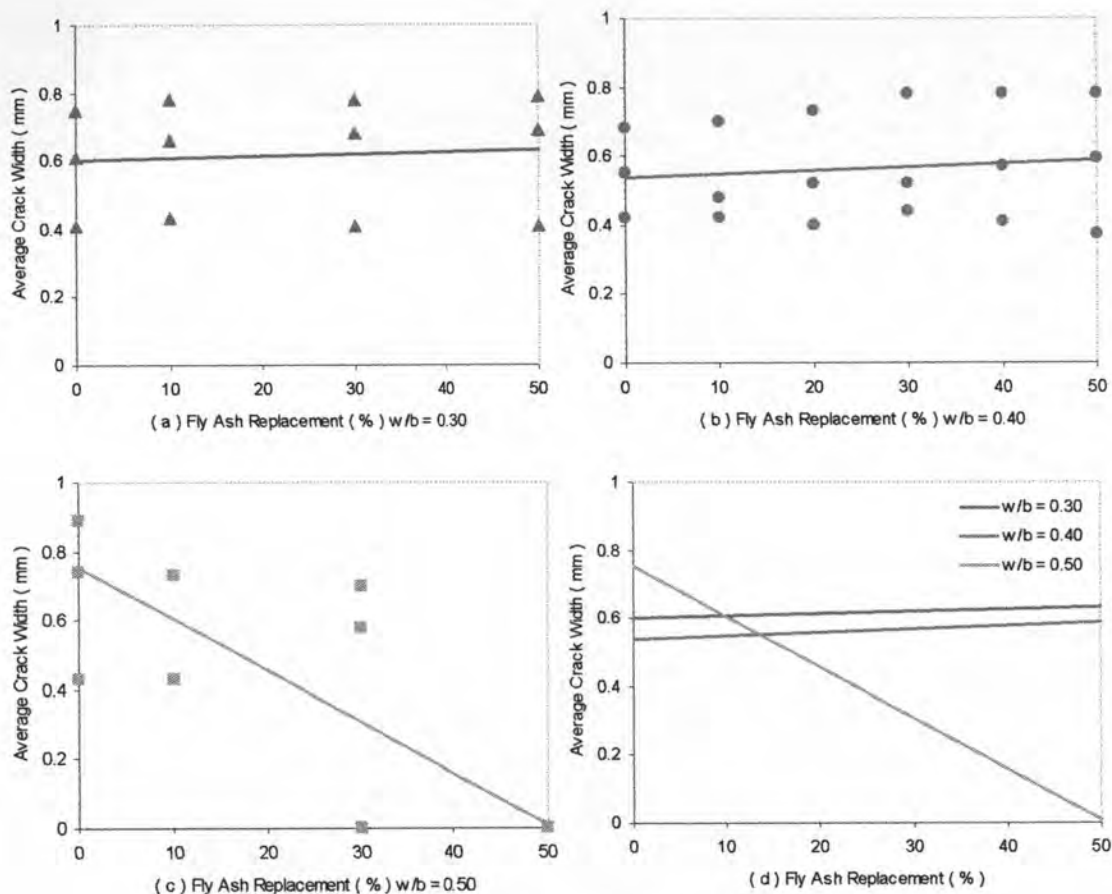 1
0.8
0.6
0.4
0.2
0
Average Crack Width ( mm )
0 10 20 30 40 50
( a ) Fly Ash Replacement ( % ) w/b = 0.30
1
0.8
0.6
0.4
0.2
0
Average Crack Width ( mm )
0 10 20 30 40 50
( b ) Fly Ash Replacement ( % ) w/b = 0.40
1
0.8
0.6
0.4
0.2
0
Average Crack Width ( mm )
0 10 20 30 40 50
( c ) Fly Ash Replacement ( % ) w/b = 0.50
1
0.8
0.6
0.4
0.2
0
Average Crack Width ( mm )
w/b = 0.30
w/b = 0.40
w/b = 0.50
0 10 20 30 40 50
( d ) Fly Ash Replacement ( % )